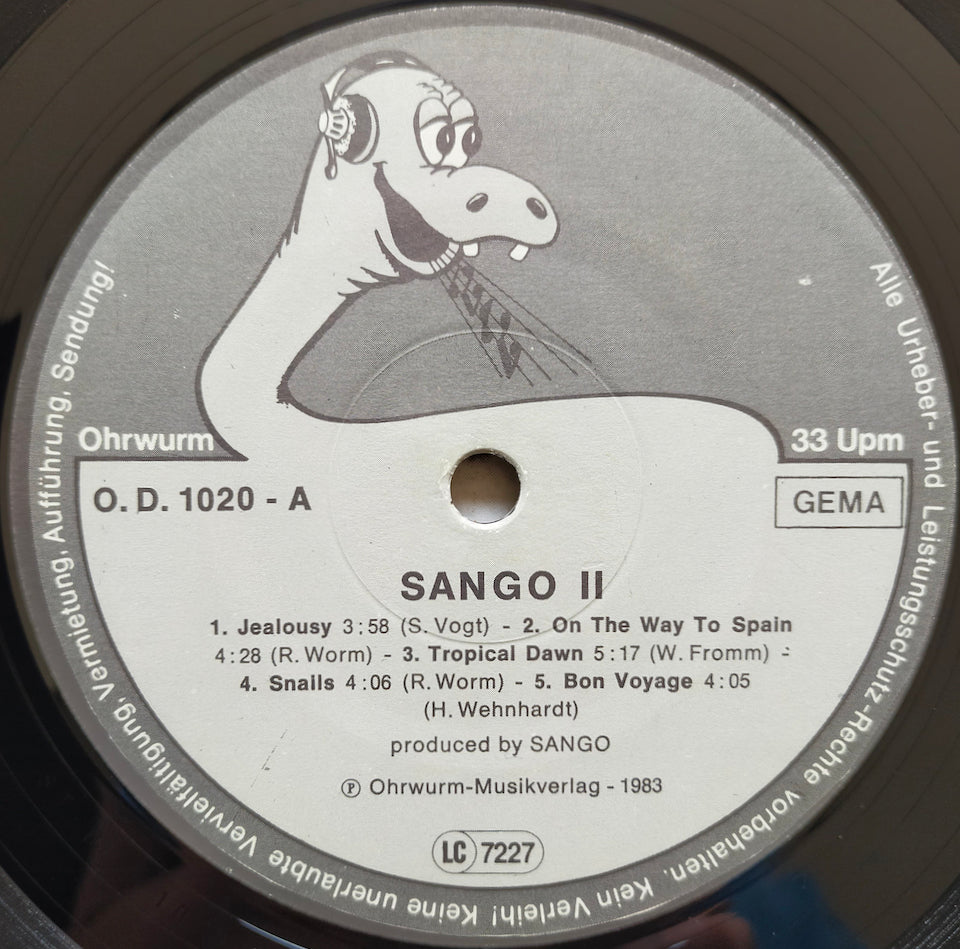 Alle Urheber- und Leistungsschutz-Rechte vorbehalten. Kein Verleih! Keine unerlaubte Vervielfältigung, Vermietung, Aufführung, Sendung!
Ohrwurm
33 Upm
O. D. 1020 - A
GEMA
SANGO II
1. Jealousy 3:58 (S. Vogt) - 2. On The Way To Spain
4:28 (R. Worm) - 3. Tropical Dawn 5:17 (W. Fromm) -
4. Snails 4:06 (R. Worm) - 5. Bon Voyage 4:05
(H. Wehnhardt)
produced by SANGO
℗ Ohrwurm-Musikverlag - 1983
LC 7227